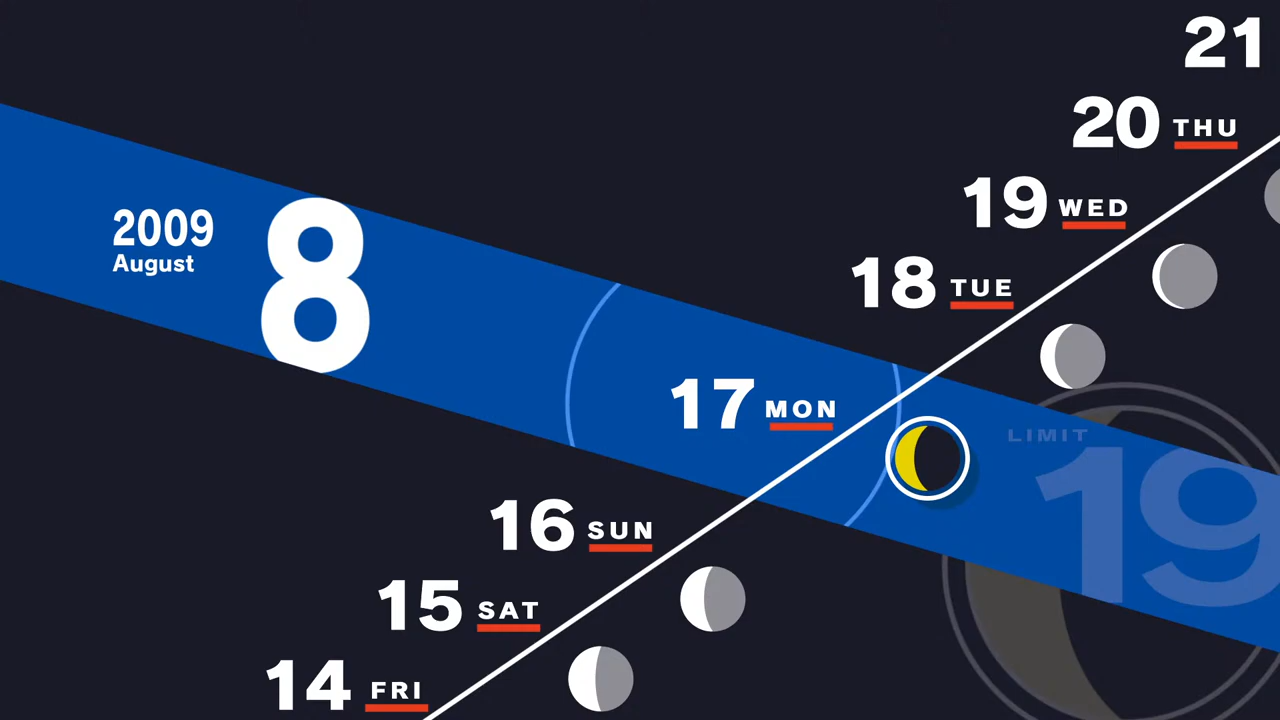 21
20 THU
19 WED
18 TUE
2009
August
8
17 MON
LIMIT
19
16 SUN
15 SAT
14 FRI